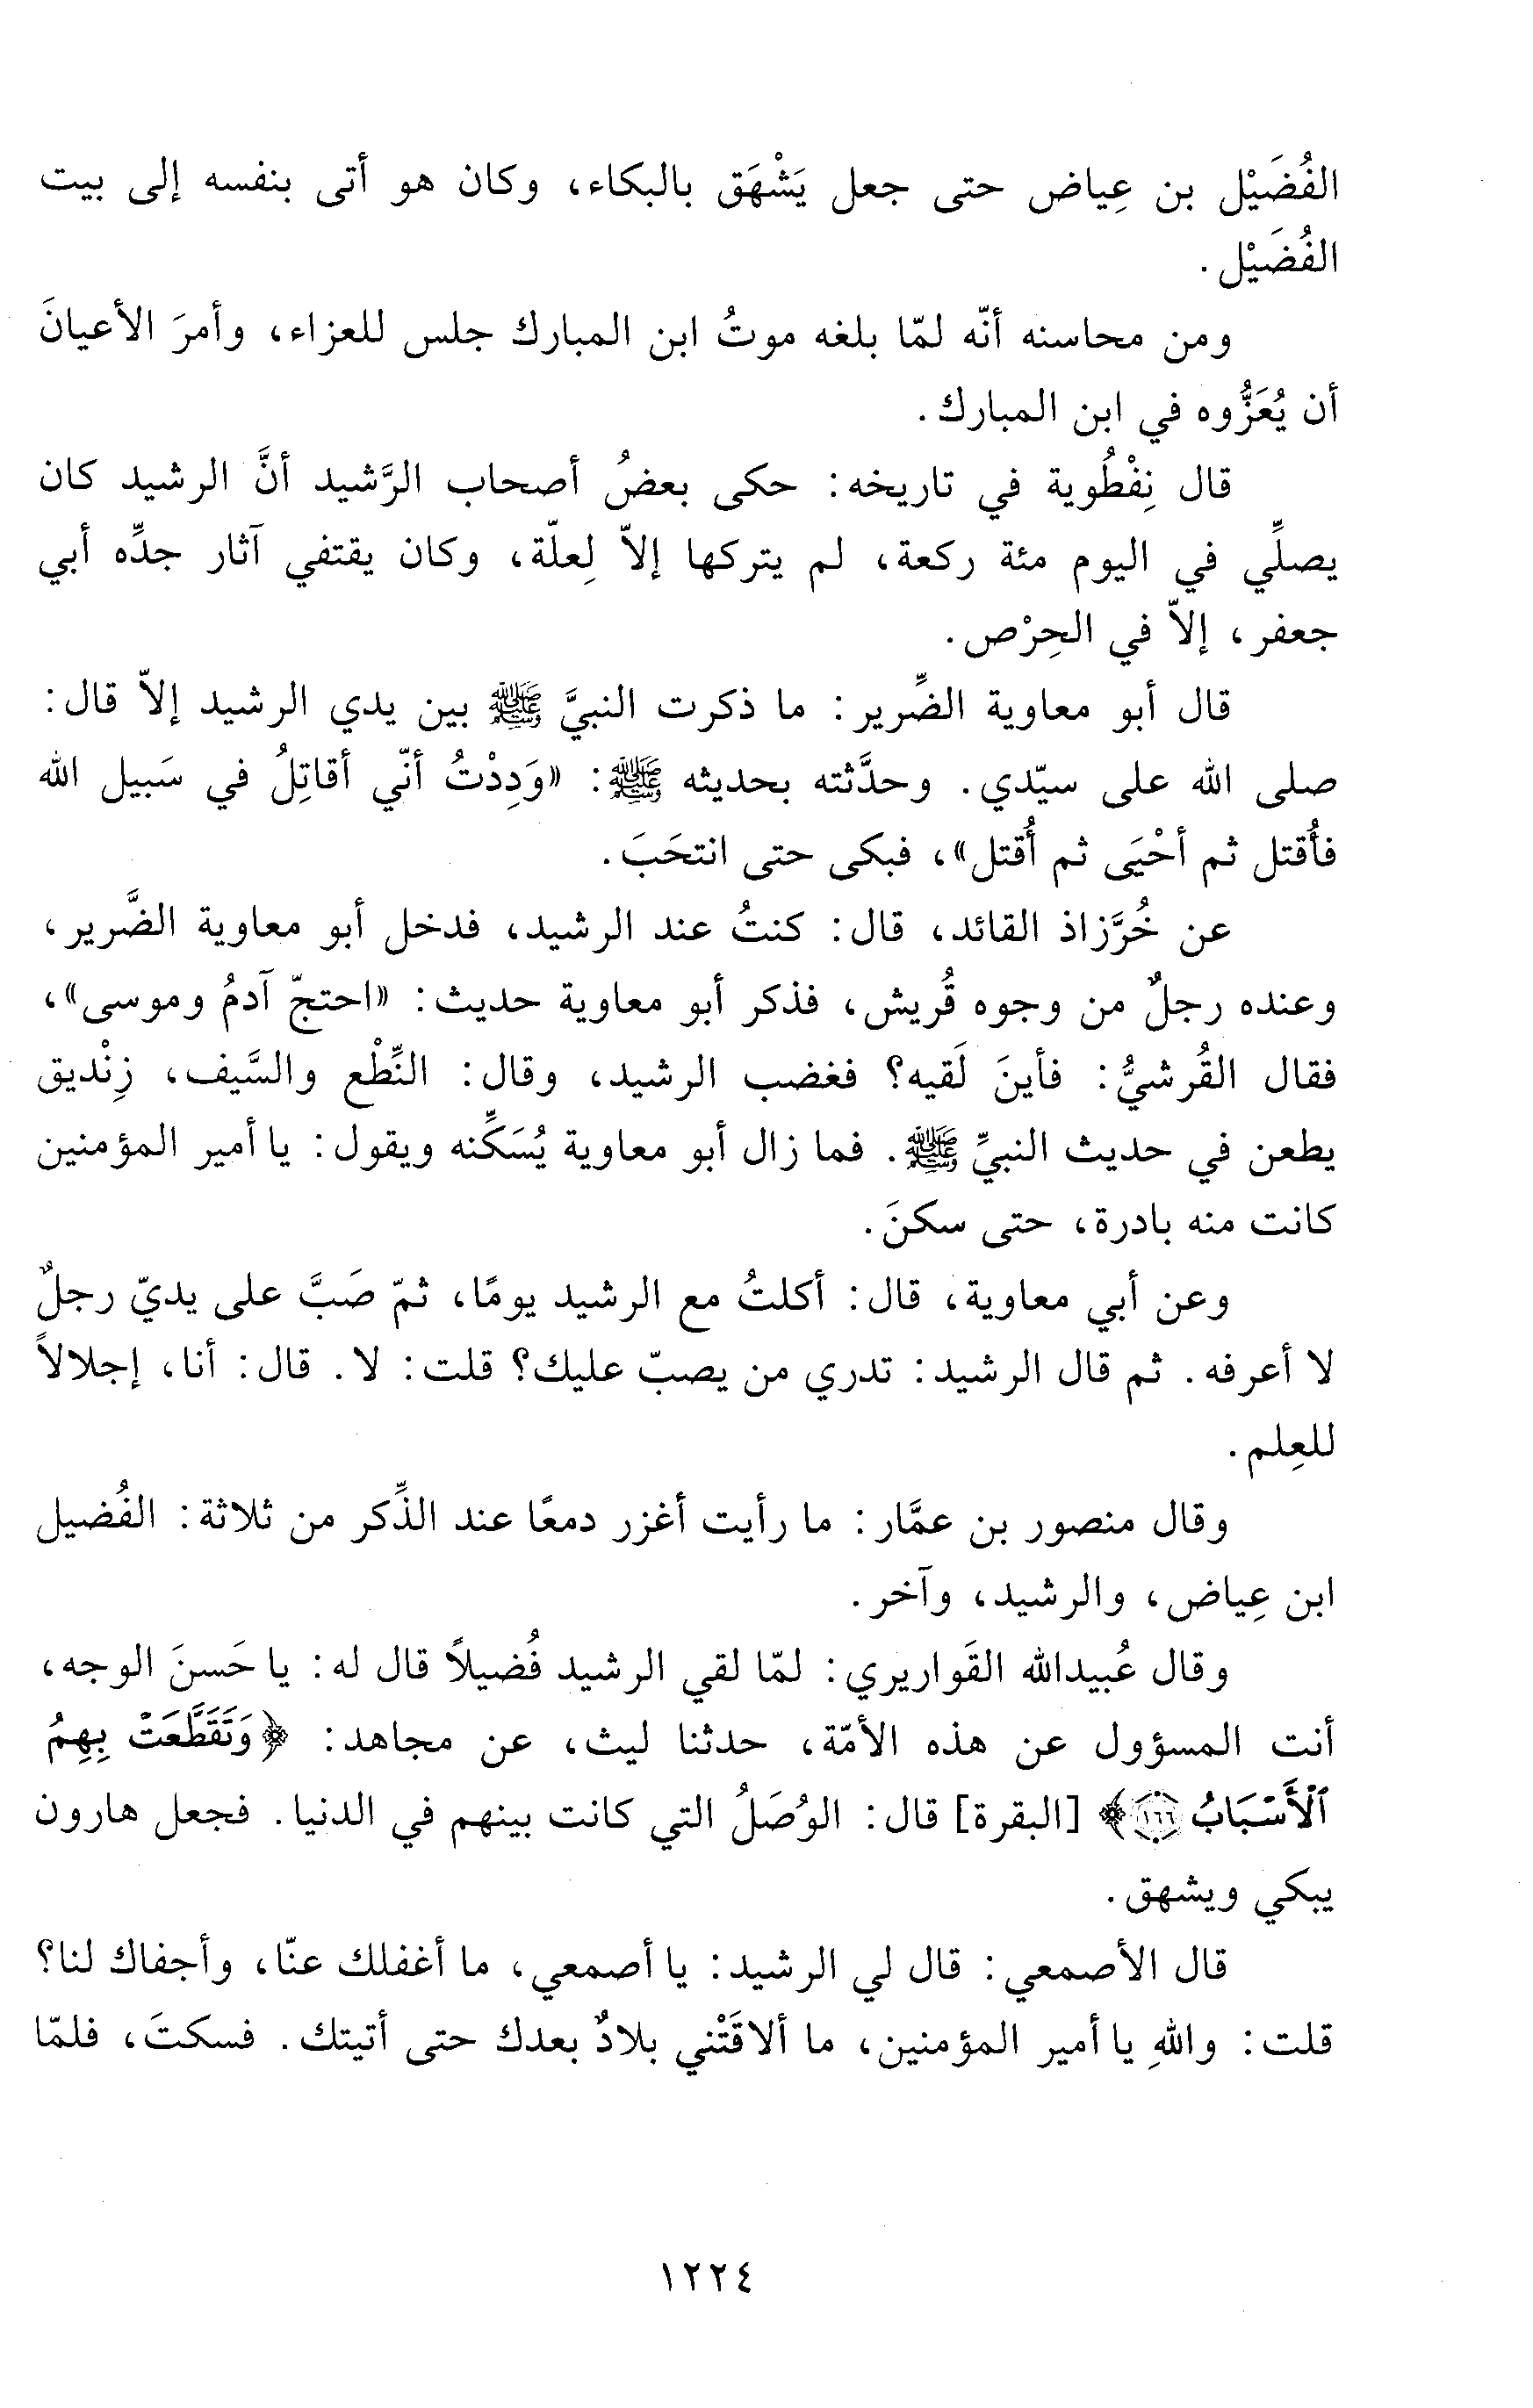 الفُضَيْل بن عِياض حتى جعل يَشْهَق بالبكاء، وكان هو أتى بنفسه إلى بيت
الفُضَيْل.
ومن محاسنه أنّه لمّا بلغه موتُ ابن المبارك جلس للعزاء، وأمرَ الأعيانَ
أن يُعَزُّوه في ابن المبارك.
قال نِفْطُوية في تاريخه: حكى بعضُ أصحاب الرَّشيد أنَّ الرشيد كان
يصلِّي في اليوم مئة ركعة، لم يتركها إلاّ لِعلّة، وكان يقتفي آثار جدِّه أبي
جعفر، إلاّ في الحِرْص.
قال أبو معاوية الضِّرير: ما ذكرت النبيَّ ﷺ بين يدي الرشيد إلاّ قال:
صلى الله على سيّدي. وحدَّثته بحديثه ﷺ: «وَدِدْتُ أنّي أقاتِلُ في سَبيل الله
فأُقتل ثم أحْيَى ثم أُقتل»، فبكى حتى انتحَبَ.
عن خُرَّزاذ القائد، قال: كنتُ عند الرشيد، فدخل أبو معاوية الضَّرير،
وعنده رجلٌ من وجوه قُريش، فذكر أبو معاوية حديث: «احتجّ آدمُ وموسى»،
فقال القُرشيُّ: فأينَ لَقيه؟ فغضب الرشيد، وقال: النِّطْع والسَّيف، زِنْديق
يطعن في حديث النبيِّ ﷺ. فما زال أبو معاوية يُسَكِّنه ويقول: يا أمير المؤمنين
كانت منه بادرة، حتى سكنَ.
وعن أبي معاوية، قال: أكلتُ مع الرشيد يومًا، ثمّ صَبَّ على يديّ رجلٌ
لا أعرفه. ثم قال الرشيد: تدري من يصبّ عليك؟ قلت: لا. قال: أنا، إجلالاً
للعِلم.
وقال منصور بن عمَّار: ما رأيت أغزر دمعًا عند الذِّكر من ثلاثة: الفُضيل
ابن عِياض، والرشيد، وآخر.
وقال عُبيدالله القَواريري: لمّا لقي الرشيد فُضيلاً قال له: يا حَسنَ الوجه،
أنت المسؤول عن هذه الأمّة، حدثنا ليث، عن مجاهد: ﴿وَتَقَطَّعَتْ بِهِمُ
ٱلْأَسْبَابُ ١٦٦﴾ [البقرة] قال: الوُصَلُ التي كانت بينهم في الدنيا. فجعل هارون
يبكي ويشهق.
قال الأصمعي: قال لي الرشيد: يا أصمعي، ما أغفلك عنّا، وأجفاك لنا؟
قلت: واللهِ يا أمير المؤمنين، ما ألاقَتْني بلادٌ بعدك حتى أتيتك. فسكتَ، فلمّا
١٢٢٤